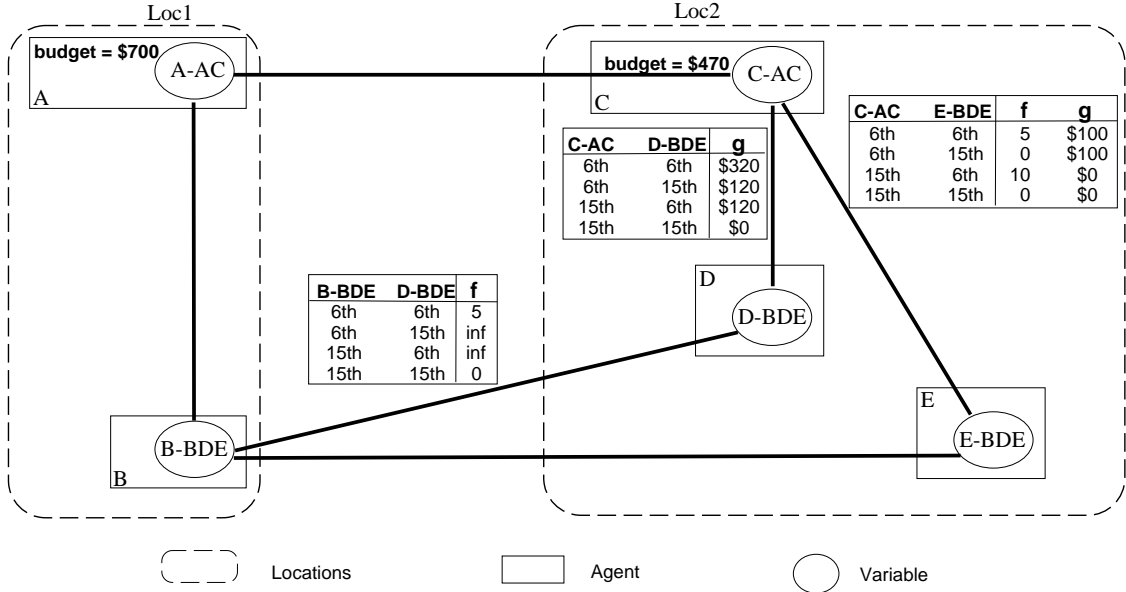 Loc1
Loc2
budget = $700
A-AC
A
budget = $470
C-AC
C
C-AC E-BDE f g
6th 6th 5 $100
6th 15th 0 $100
15th 6th 10 $0
15th 15th 0 $0
C-AC D-BDE g
6th 6th $320
6th 15th $120
15th 6th $120
15th 15th $0
D
D-BDE
B-BDE D-BDE f
6th 6th 5
6th 15th inf
15th 6th inf
15th 15th 0
E
E-BDE
B-BDE
B
Locations
Agent
Variable